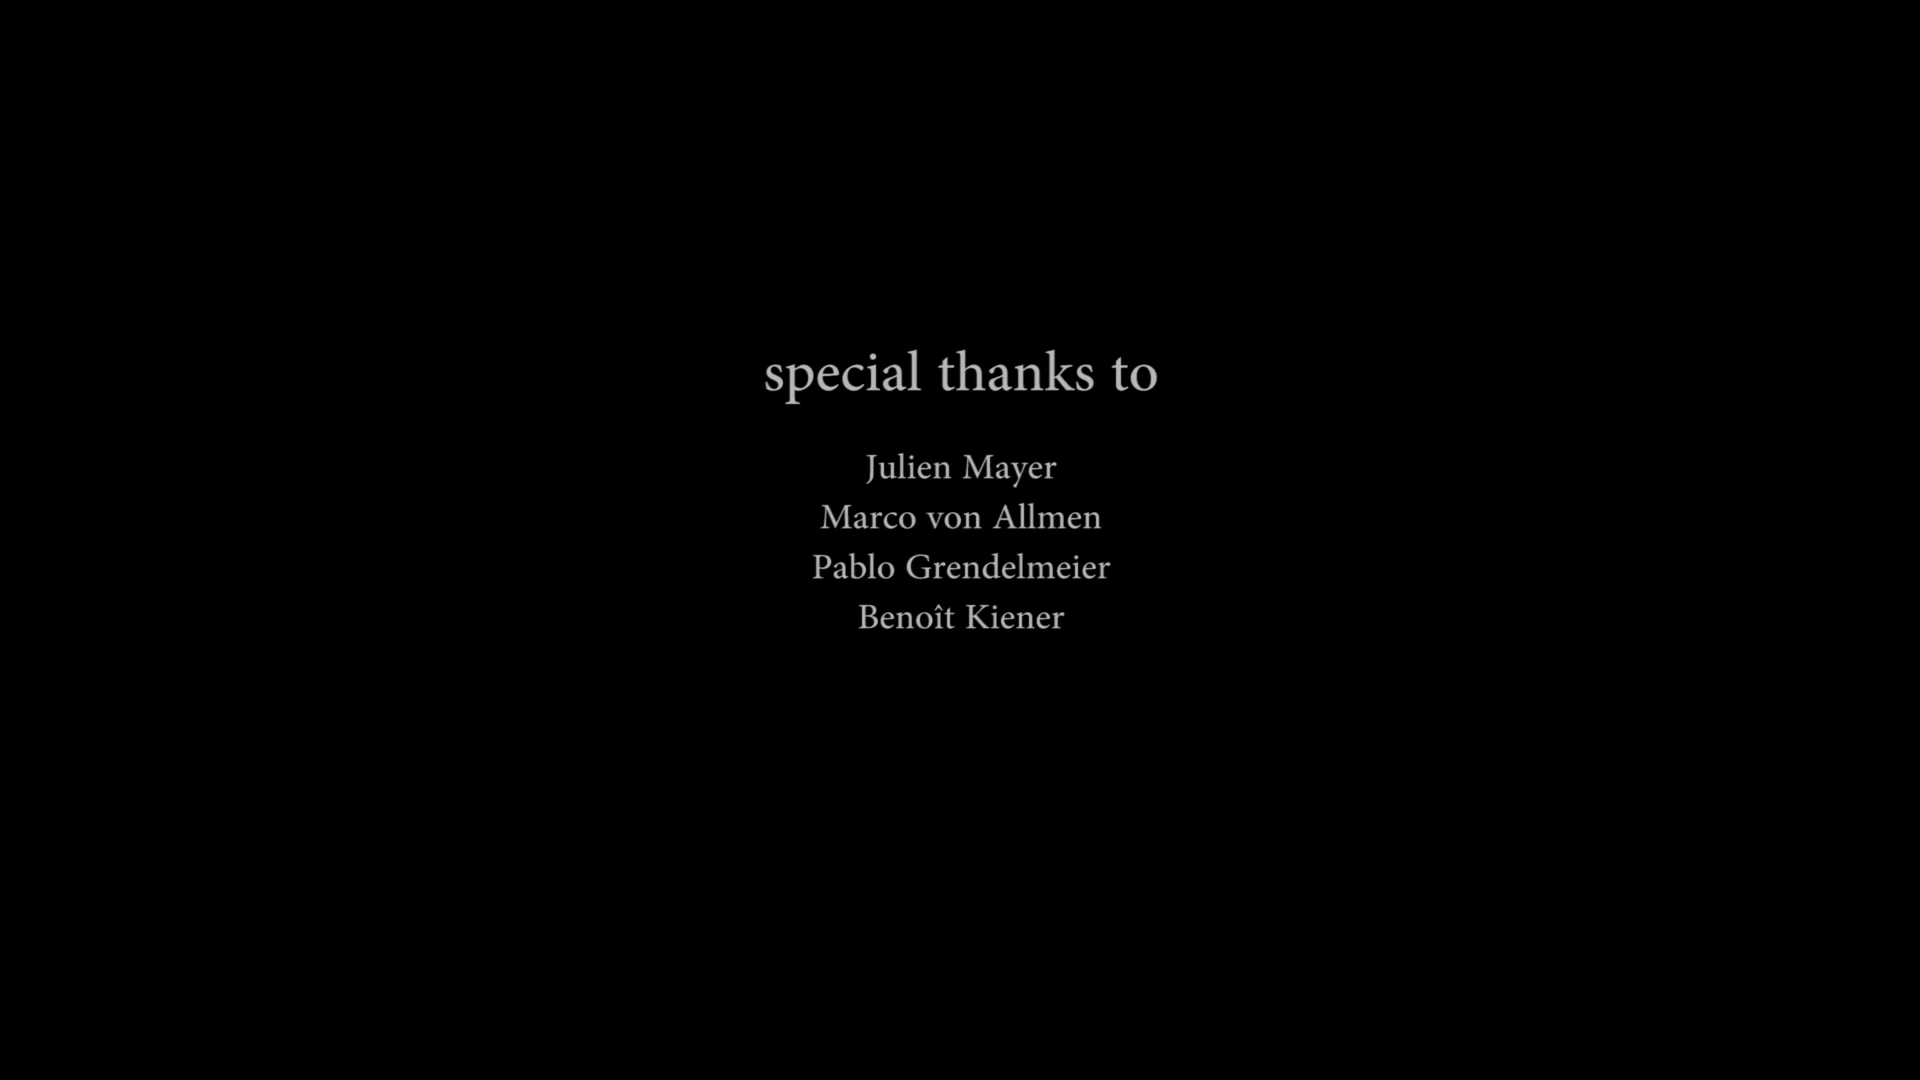 special thanks to
Julien Mayer
Marco von Allmen
Pablo Grendelmeier
Benoît Kiener